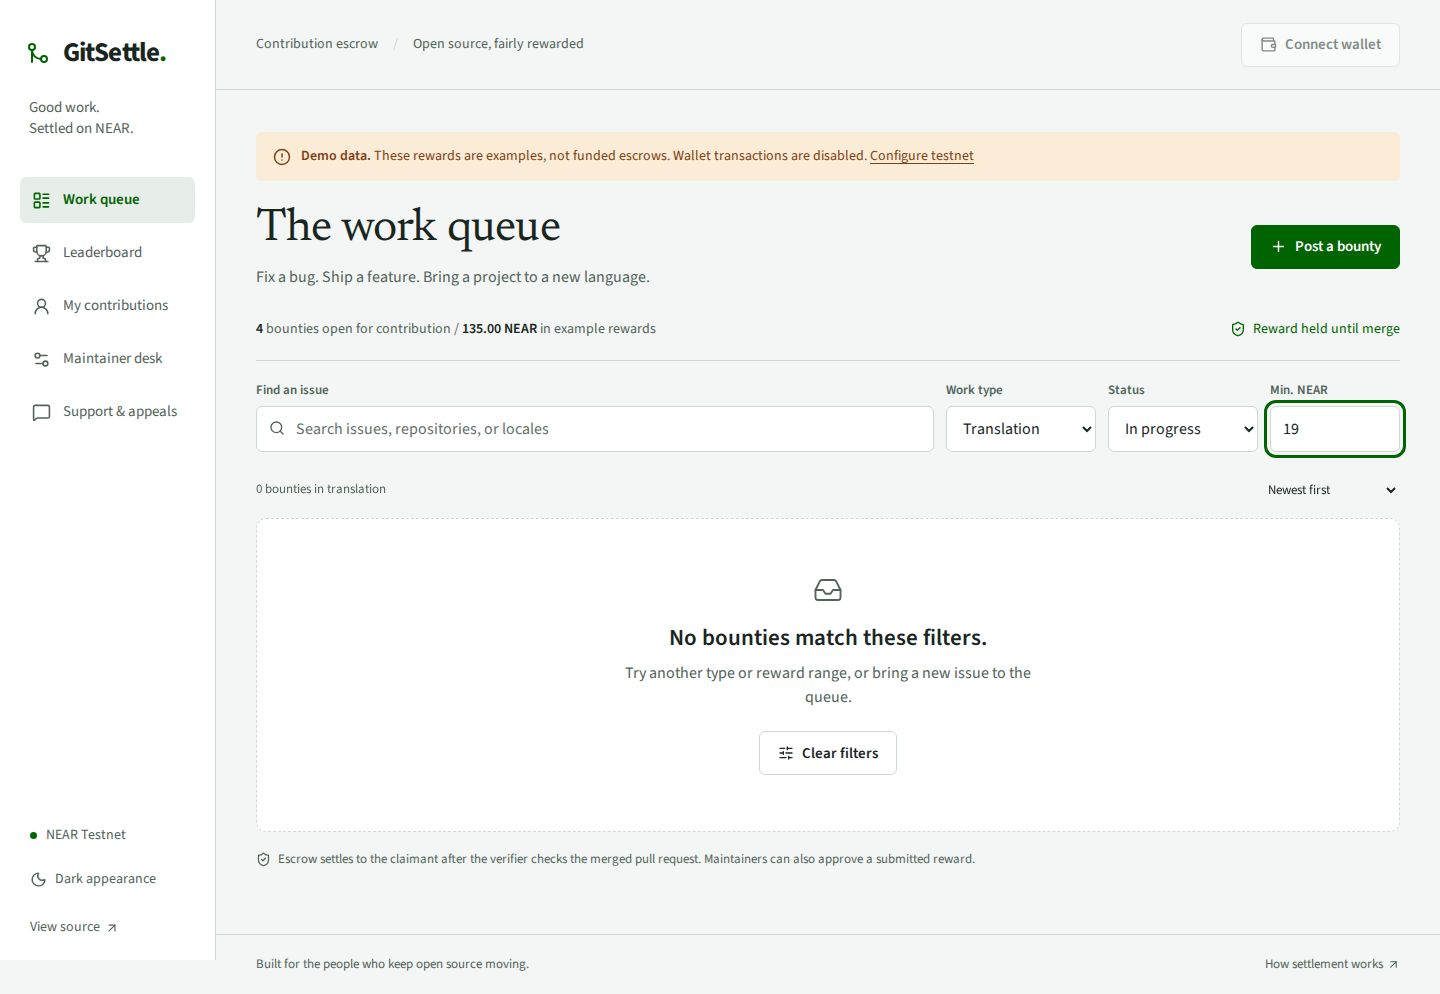 GitSettle.
Good work.
Settled on NEAR.
Work queue
Leaderboard
My contributions
Maintainer desk
Support & appeals
NEAR Testnet
Dark appearance
View source
Contribution escrow / Open source, fairly rewarded
Connect wallet
Demo data. These rewards are examples, not funded escrows. Wallet transactions are disabled. Configure testnet
The work queue
Fix a bug. Ship a feature. Bring a project to a new language.
Post a bounty
4 bounties open for contribution / 135.00 NEAR in example rewards
Reward held until merge
Find an issue
Work type
Status
Min. NEAR
Search issues, repositories, or locales
Translation
In progress
19
0 bounties in translation
Newest first
No bounties match these filters.
Try another type or reward range, or bring a new issue to the
queue.
Clear filters
Escrow settles to the claimant after the verifier checks the merged pull request. Maintainers can also approve a submitted reward.
Built for the people who keep open source moving.
How settlement works